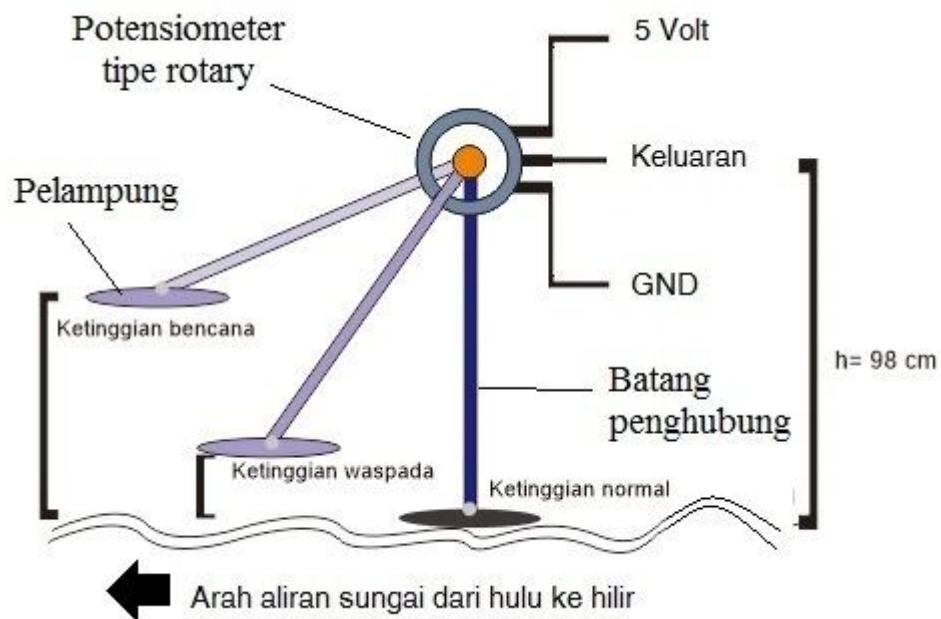 Potensiometer
tipe rotary
5 Volt
Keluaran
Pelampung
GND
Ketinggian bencana
h= 98 cm
Batang
penghubung
Ketinggian waspada
Ketinggian normal
Arah aliran sungai dari hulu ke hilir